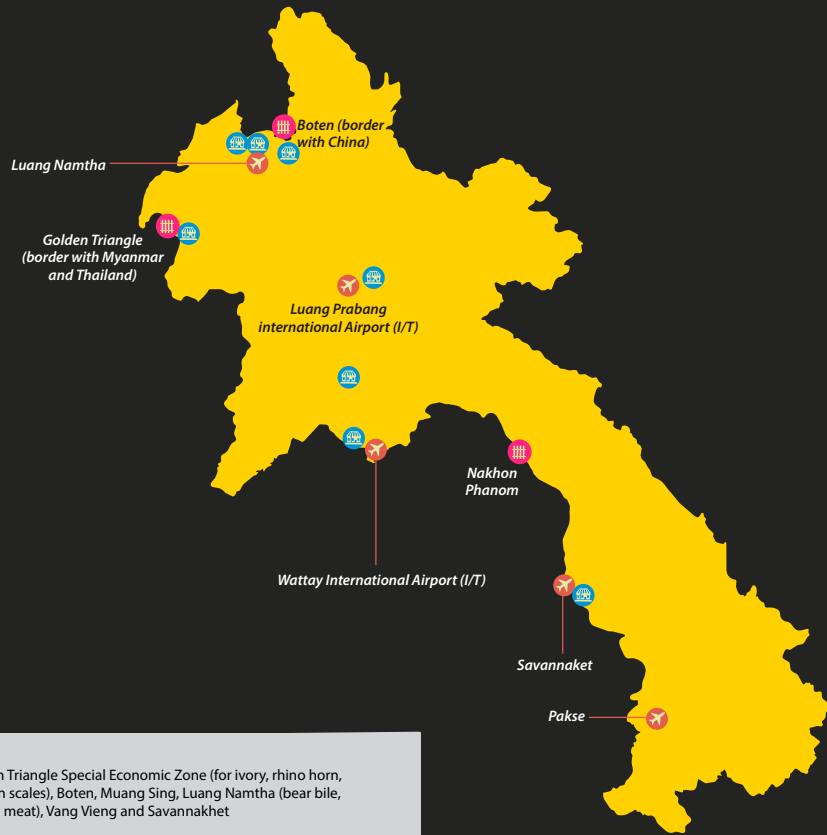 Boten (border
with China)
Luang Namtha
Golden Triangle
(border with Myanmar
and Thailand)
Luang Prabang
international Airport (I/T)
Nakhon
Phanom
Wattay International Airport (I/T)
Savannaket
Pakse
Triangle Special Economic Zone (for ivory, rhino horn,
scales), Boten, Muang Sing, Luang Namtha (bear bile,
meat), Vang Vieng and Savannakhet